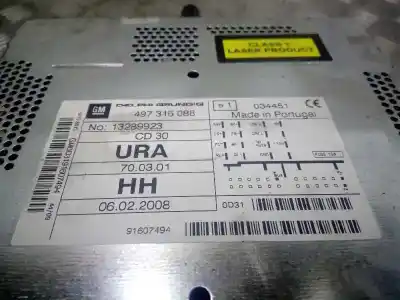 CLASS 1
LASER PRODUCT
GM
DELPHI GRUNDIG
497 316 088
No: 13289923
CD 30
URA
70.03.01
HH
06.02.2008
91607494
034451
CE
Made in Portugal
0D31